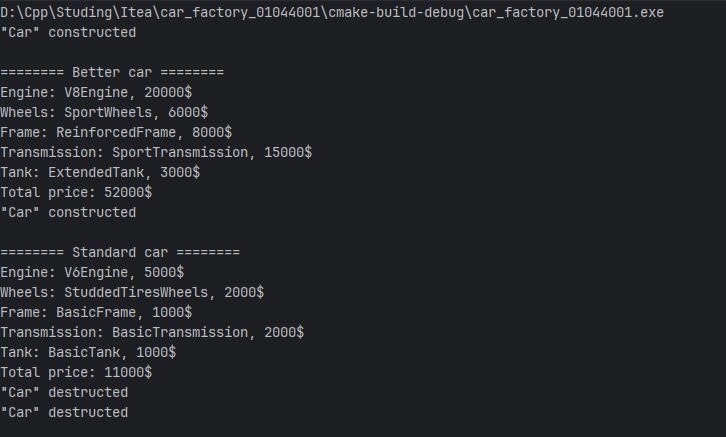 D:\Cpp\Studing\Itea\car_factory_01044001\cmake-build-debug\car_factory_01044001.exe
"Car" constructed
======== Better car ========
Engine: V8Engine, 20000$
Wheels: SportWheels, 6000$
Frame: ReinforcedFrame, 8000$
Transmission: SportTransmission, 15000$
Tank: ExtendedTank, 3000$
Total price: 52000$
"Car" constructed
======== Standard car ========
Engine: V6Engine, 5000$
Wheels: StuddedTiresWheels, 2000$
Frame: BasicFrame, 1000$
Transmission: BasicTransmission, 2000$
Tank: BasicTank, 1000$
Total price: 11000$
"Car" destructed
"Car" destructed